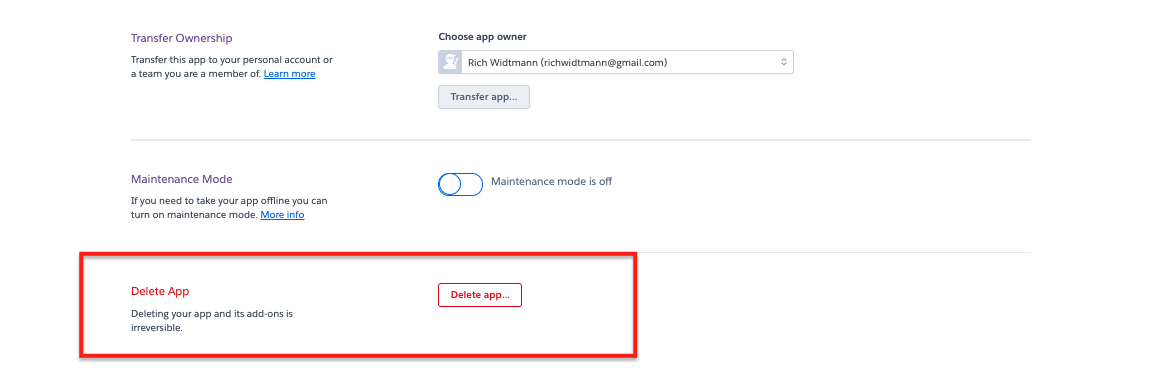 Transfer Ownership
Transfer this app to your personal account or
a team you are a member of. Learn more
Choose app owner
Rich Widtmann (richwidtmann@gmail.com)
Transfer app...
Maintenance Mode
If you need to take your app offline you can
turn on maintenance mode. More info
Maintenance mode is off
Delete App
Deleting your app and its add-ons is
irreversible.
Delete app...